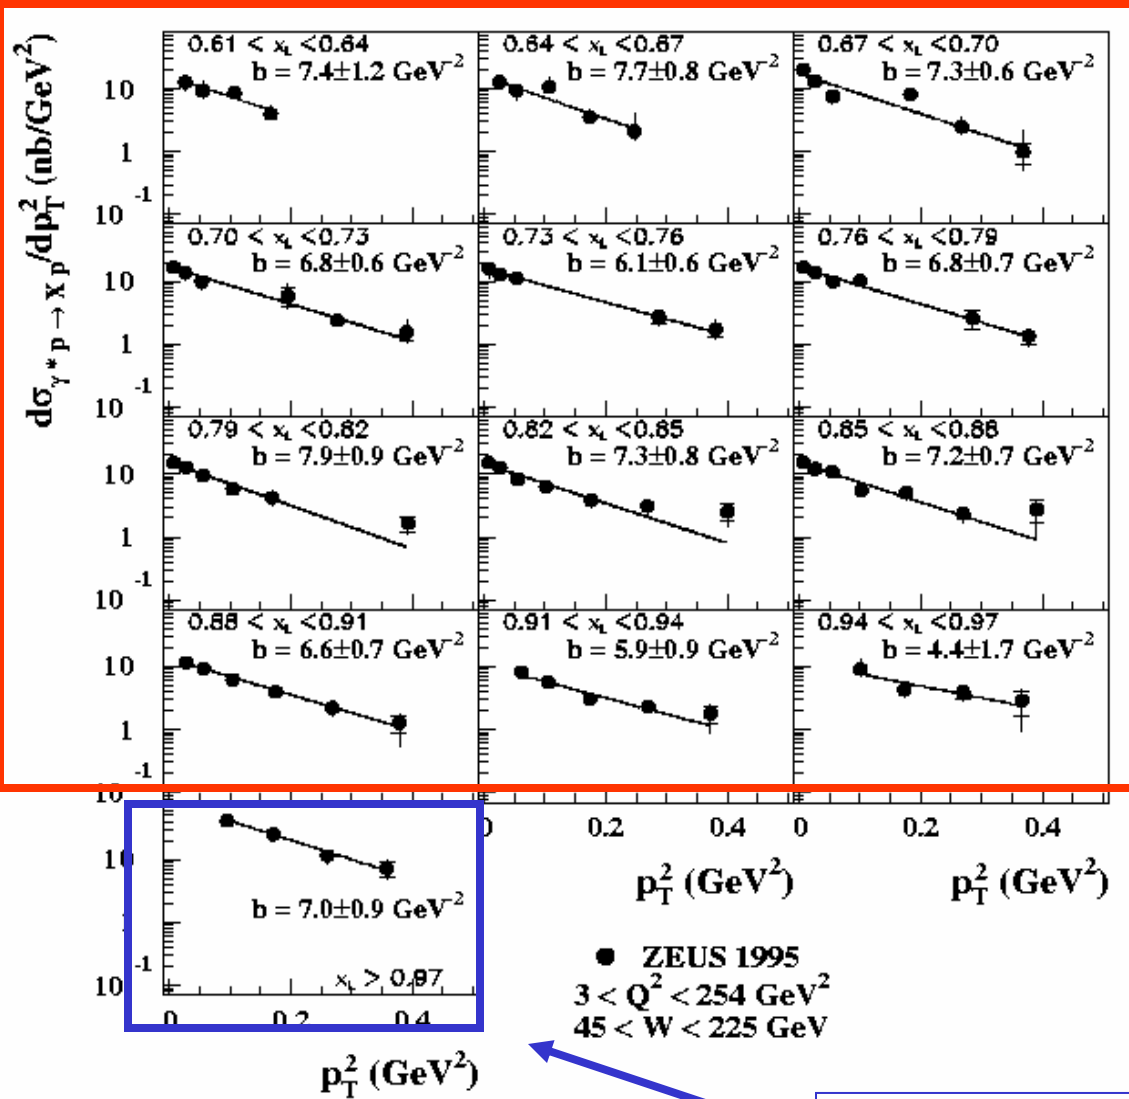 dσγ*p→Xp/dp²T (nb/GeV²)
0.61 < xL <0.64
b = 7.4±1.2 GeV⁻²
0.64 < xL <0.67
b = 7.7±0.8 GeV⁻²
0.67 < xL <0.70
b = 7.3±0.6 GeV⁻²
10
1
10⁻¹
0.70 < xL <0.73
b = 6.8±0.6 GeV⁻²
0.73 < xL <0.76
b = 6.1±0.6 GeV⁻²
0.76 < xL <0.79
b = 6.8±0.7 GeV⁻²
10
1
10⁻¹
0.79 < xL <0.82
b = 7.9±0.9 GeV⁻²
0.82 < xL <0.85
b = 7.3±0.8 GeV⁻²
0.85 < xL <0.88
b = 7.2±0.7 GeV⁻²
10
1
10⁻¹
0.88 < xL <0.91
b = 6.6±0.7 GeV⁻²
0.91 < xL <0.94
b = 5.9±0.9 GeV⁻²
0.94 < xL <0.97
b = 4.4±1.7 GeV⁻²
10
1
10⁻¹
0 0.2 0.4 0 0.2 0.4
p²T (GeV²) p²T (GeV²)
10
b = 7.0±0.9 GeV⁻²
10⁻¹
xL > 0.97
0 0.2 0.4
p²T (GeV²)
● ZEUS 1995
3 < Q² < 254 GeV²
45 < W < 225 GeV